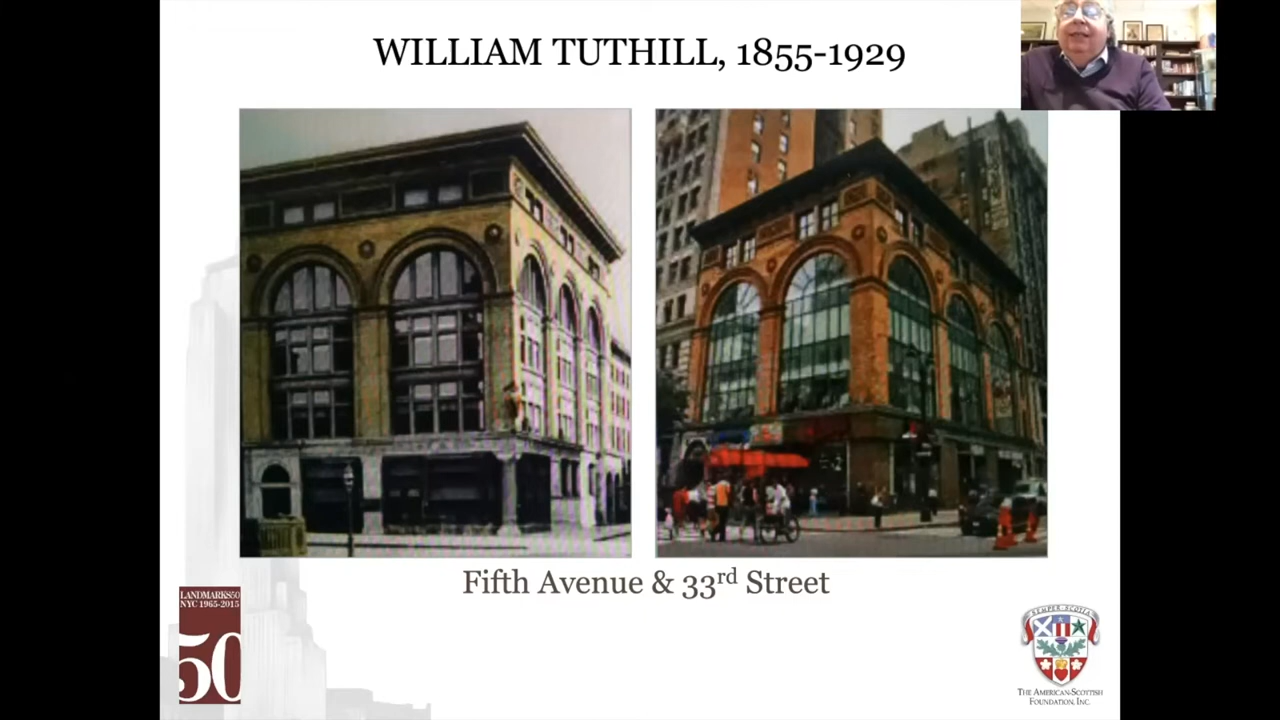 WILLIAM TUTHILL, 1855-1929
Fifth Avenue & 33rd Street
LANDMARKS50
NYC 1965-2015
50
SEMPER SCOTIA
THE AMERICAN-SCOTTISH
FOUNDATION, INC.